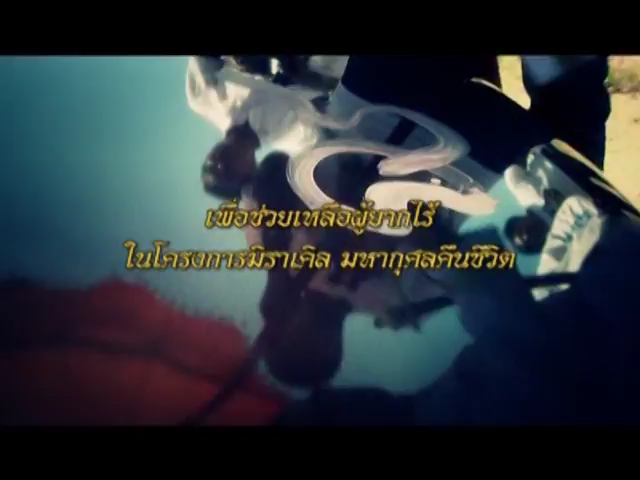 เพื่อช่วยเหลือผู้ยากไร้
ในโครงการมิราเคิล มหากุศลคืนชีวิต